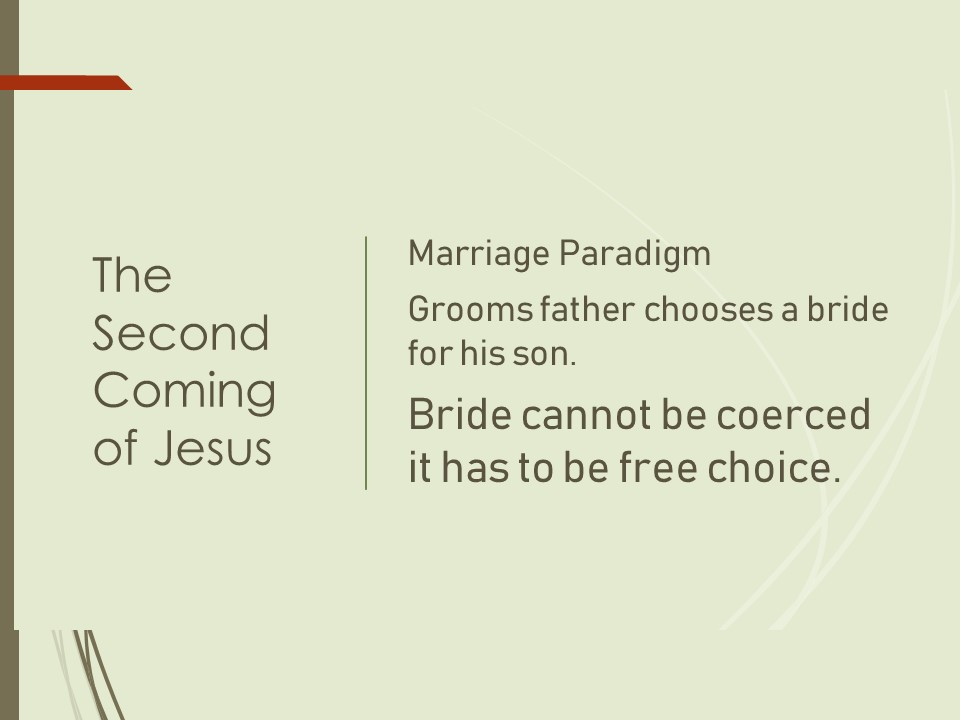 The
Second
Coming
of Jesus
Marriage Paradigm
Grooms father chooses a bride
for his son.
Bride cannot be coerced
it has to be free choice.